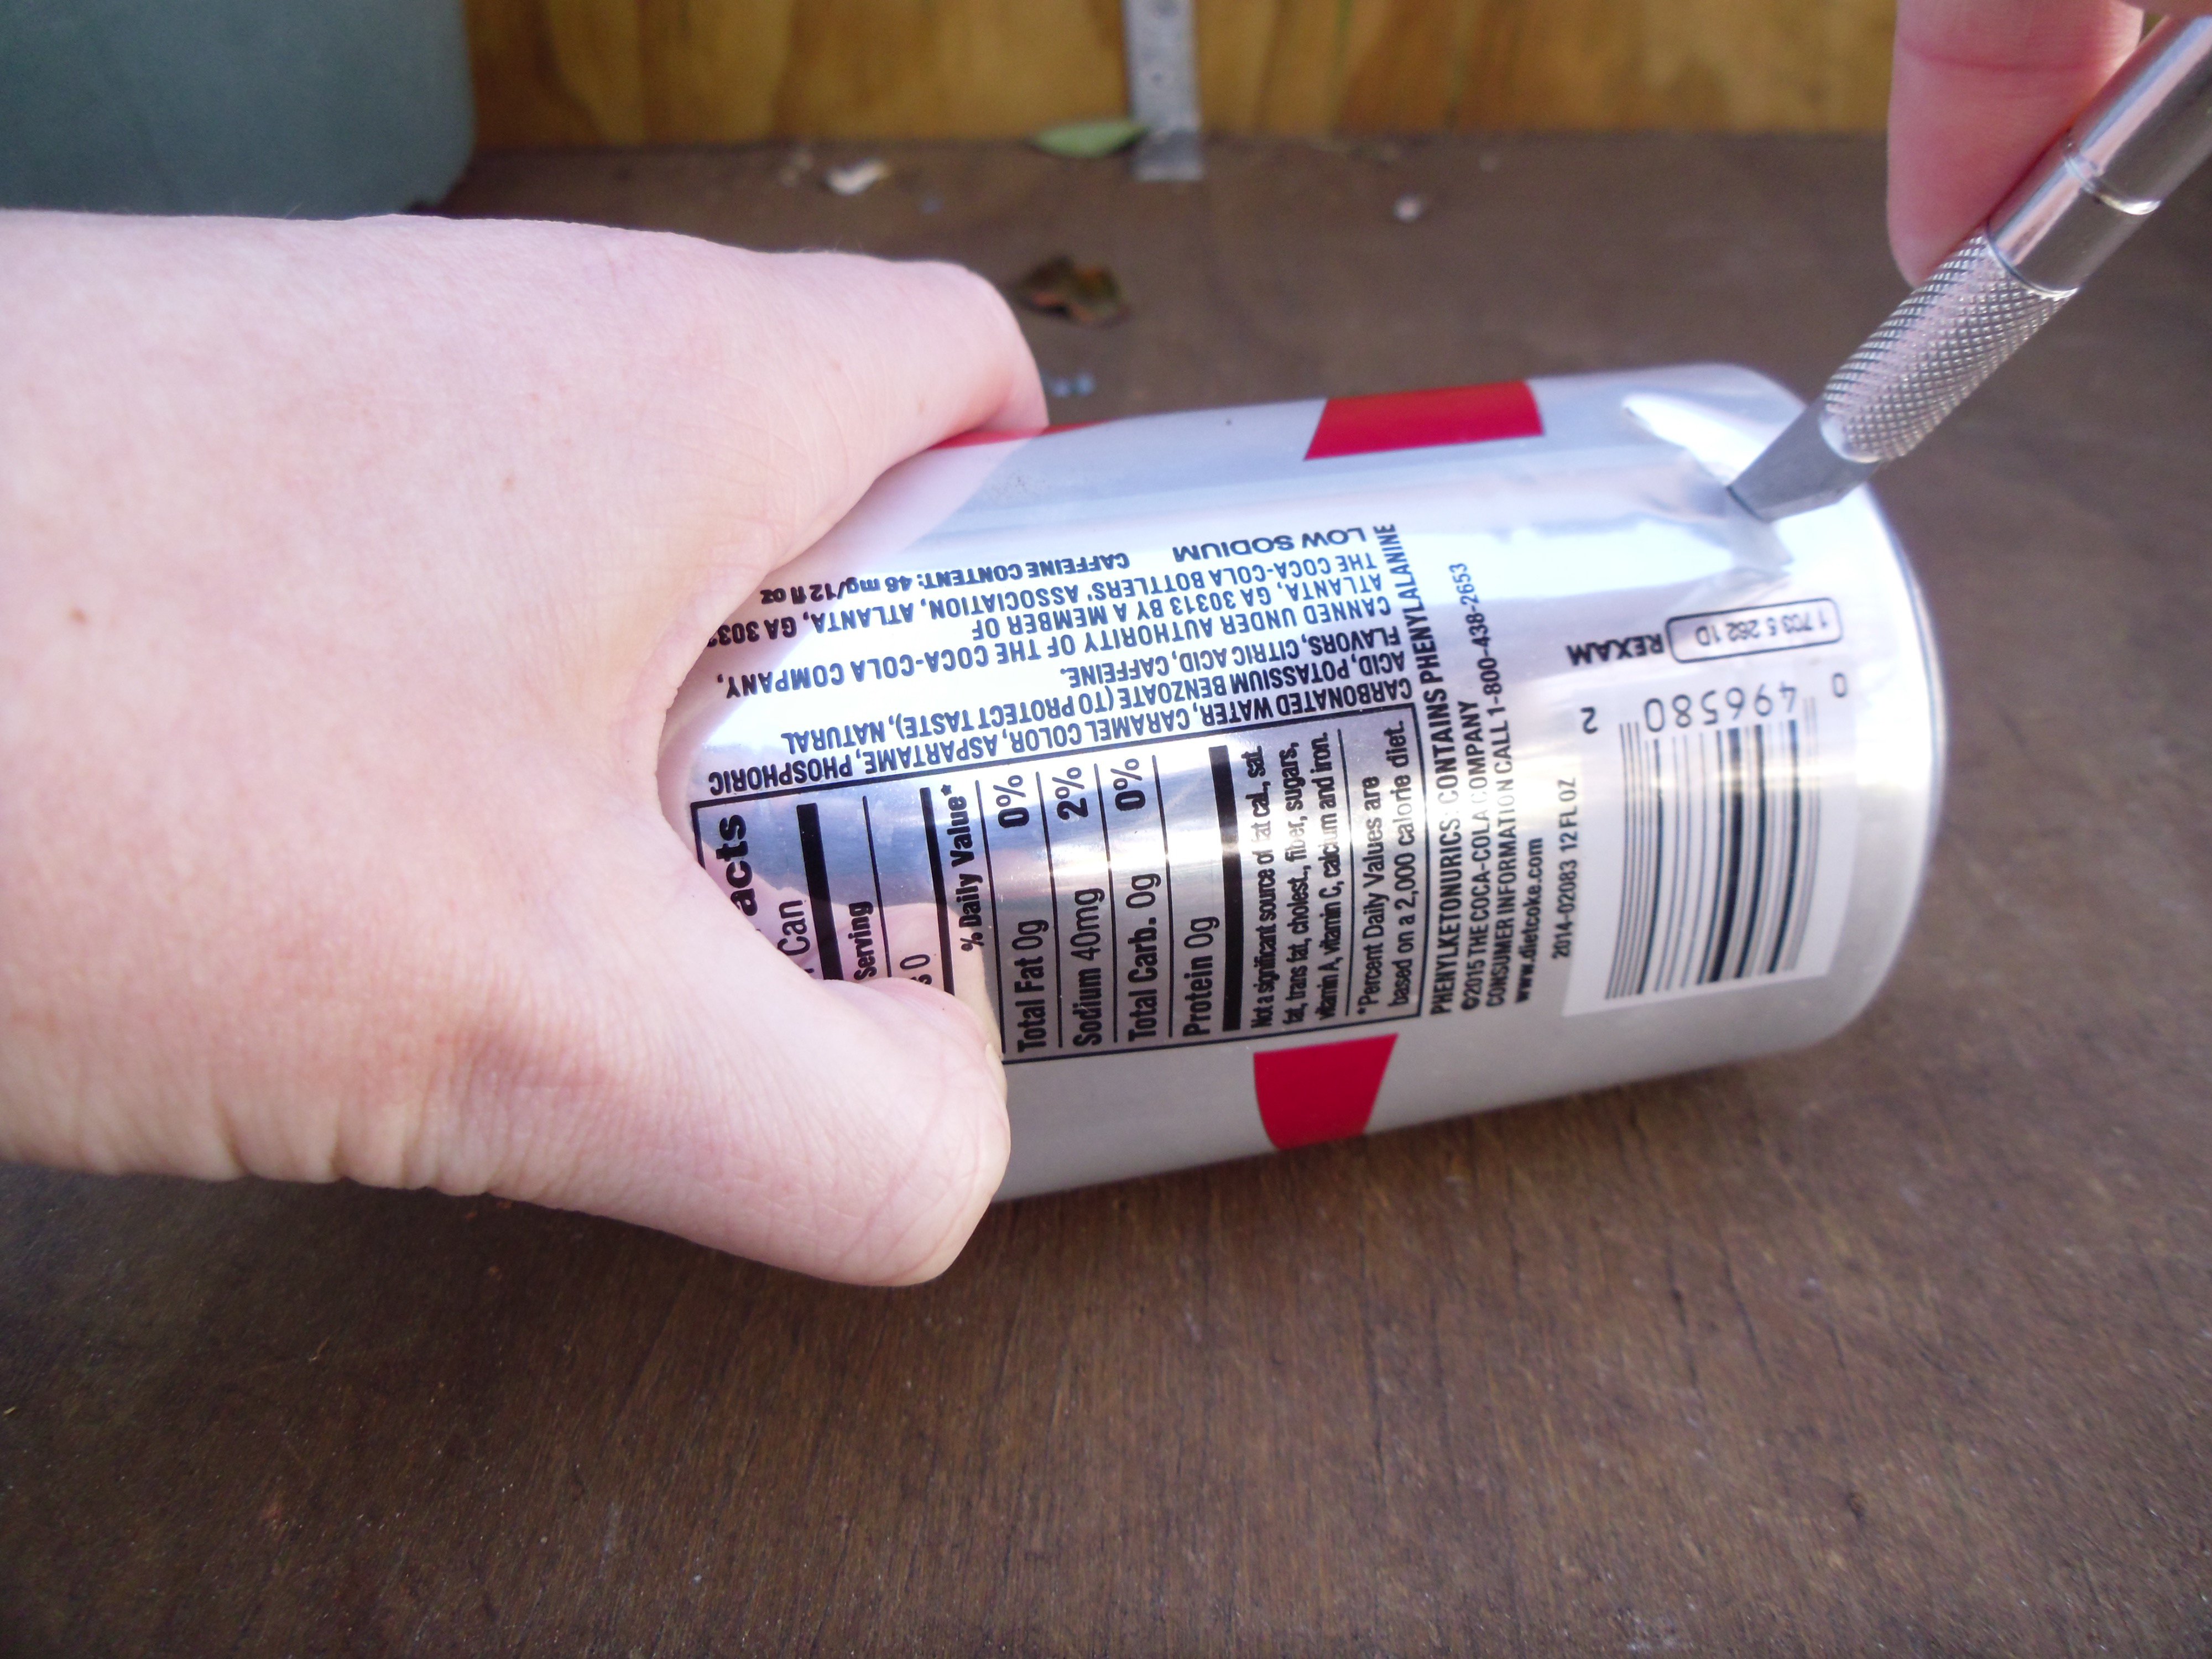 acts
Can
Serving
s 0
% Daily Value*
Total Fat 0g 0%
Sodium 40mg 2%
Total Carb. 0g 0%
Protein 0g
Not a significant source of fat cal., sat.
fat, trans fat, cholest., fiber, sugars,
vitamin A, vitamin C, calcium and iron.
*Percent Daily Values are
based on a 2,000 calorie diet.
PHENYLKETONURICS: CONTAINS PHENYLALANINE
©2015 THE COCA-COLA COMPANY
CONSUMER INFORMATION CALL 1-800-438-2653
www.dietcoke.com
2014-02083 12 FL OZ
CARBONATED WATER, CARAMEL COLOR, ASPARTAME, PHOSPHORIC
ACID, POTASSIUM BENZOATE (TO PROTECT TASTE), NATURAL
FLAVORS, CITRIC ACID, CAFFEINE.
CANNED UNDER AUTHORITY OF THE COCA-COLA COMPANY,
ATLANTA, GA 30313 BY A MEMBER OF
THE COCA-COLA BOTTLERS' ASSOCIATION, ATLANTA, GA 303
LOW SODIUM CAFFEINE CONTENT: 46 mg/12 fl oz
REXAM
0 496580 2